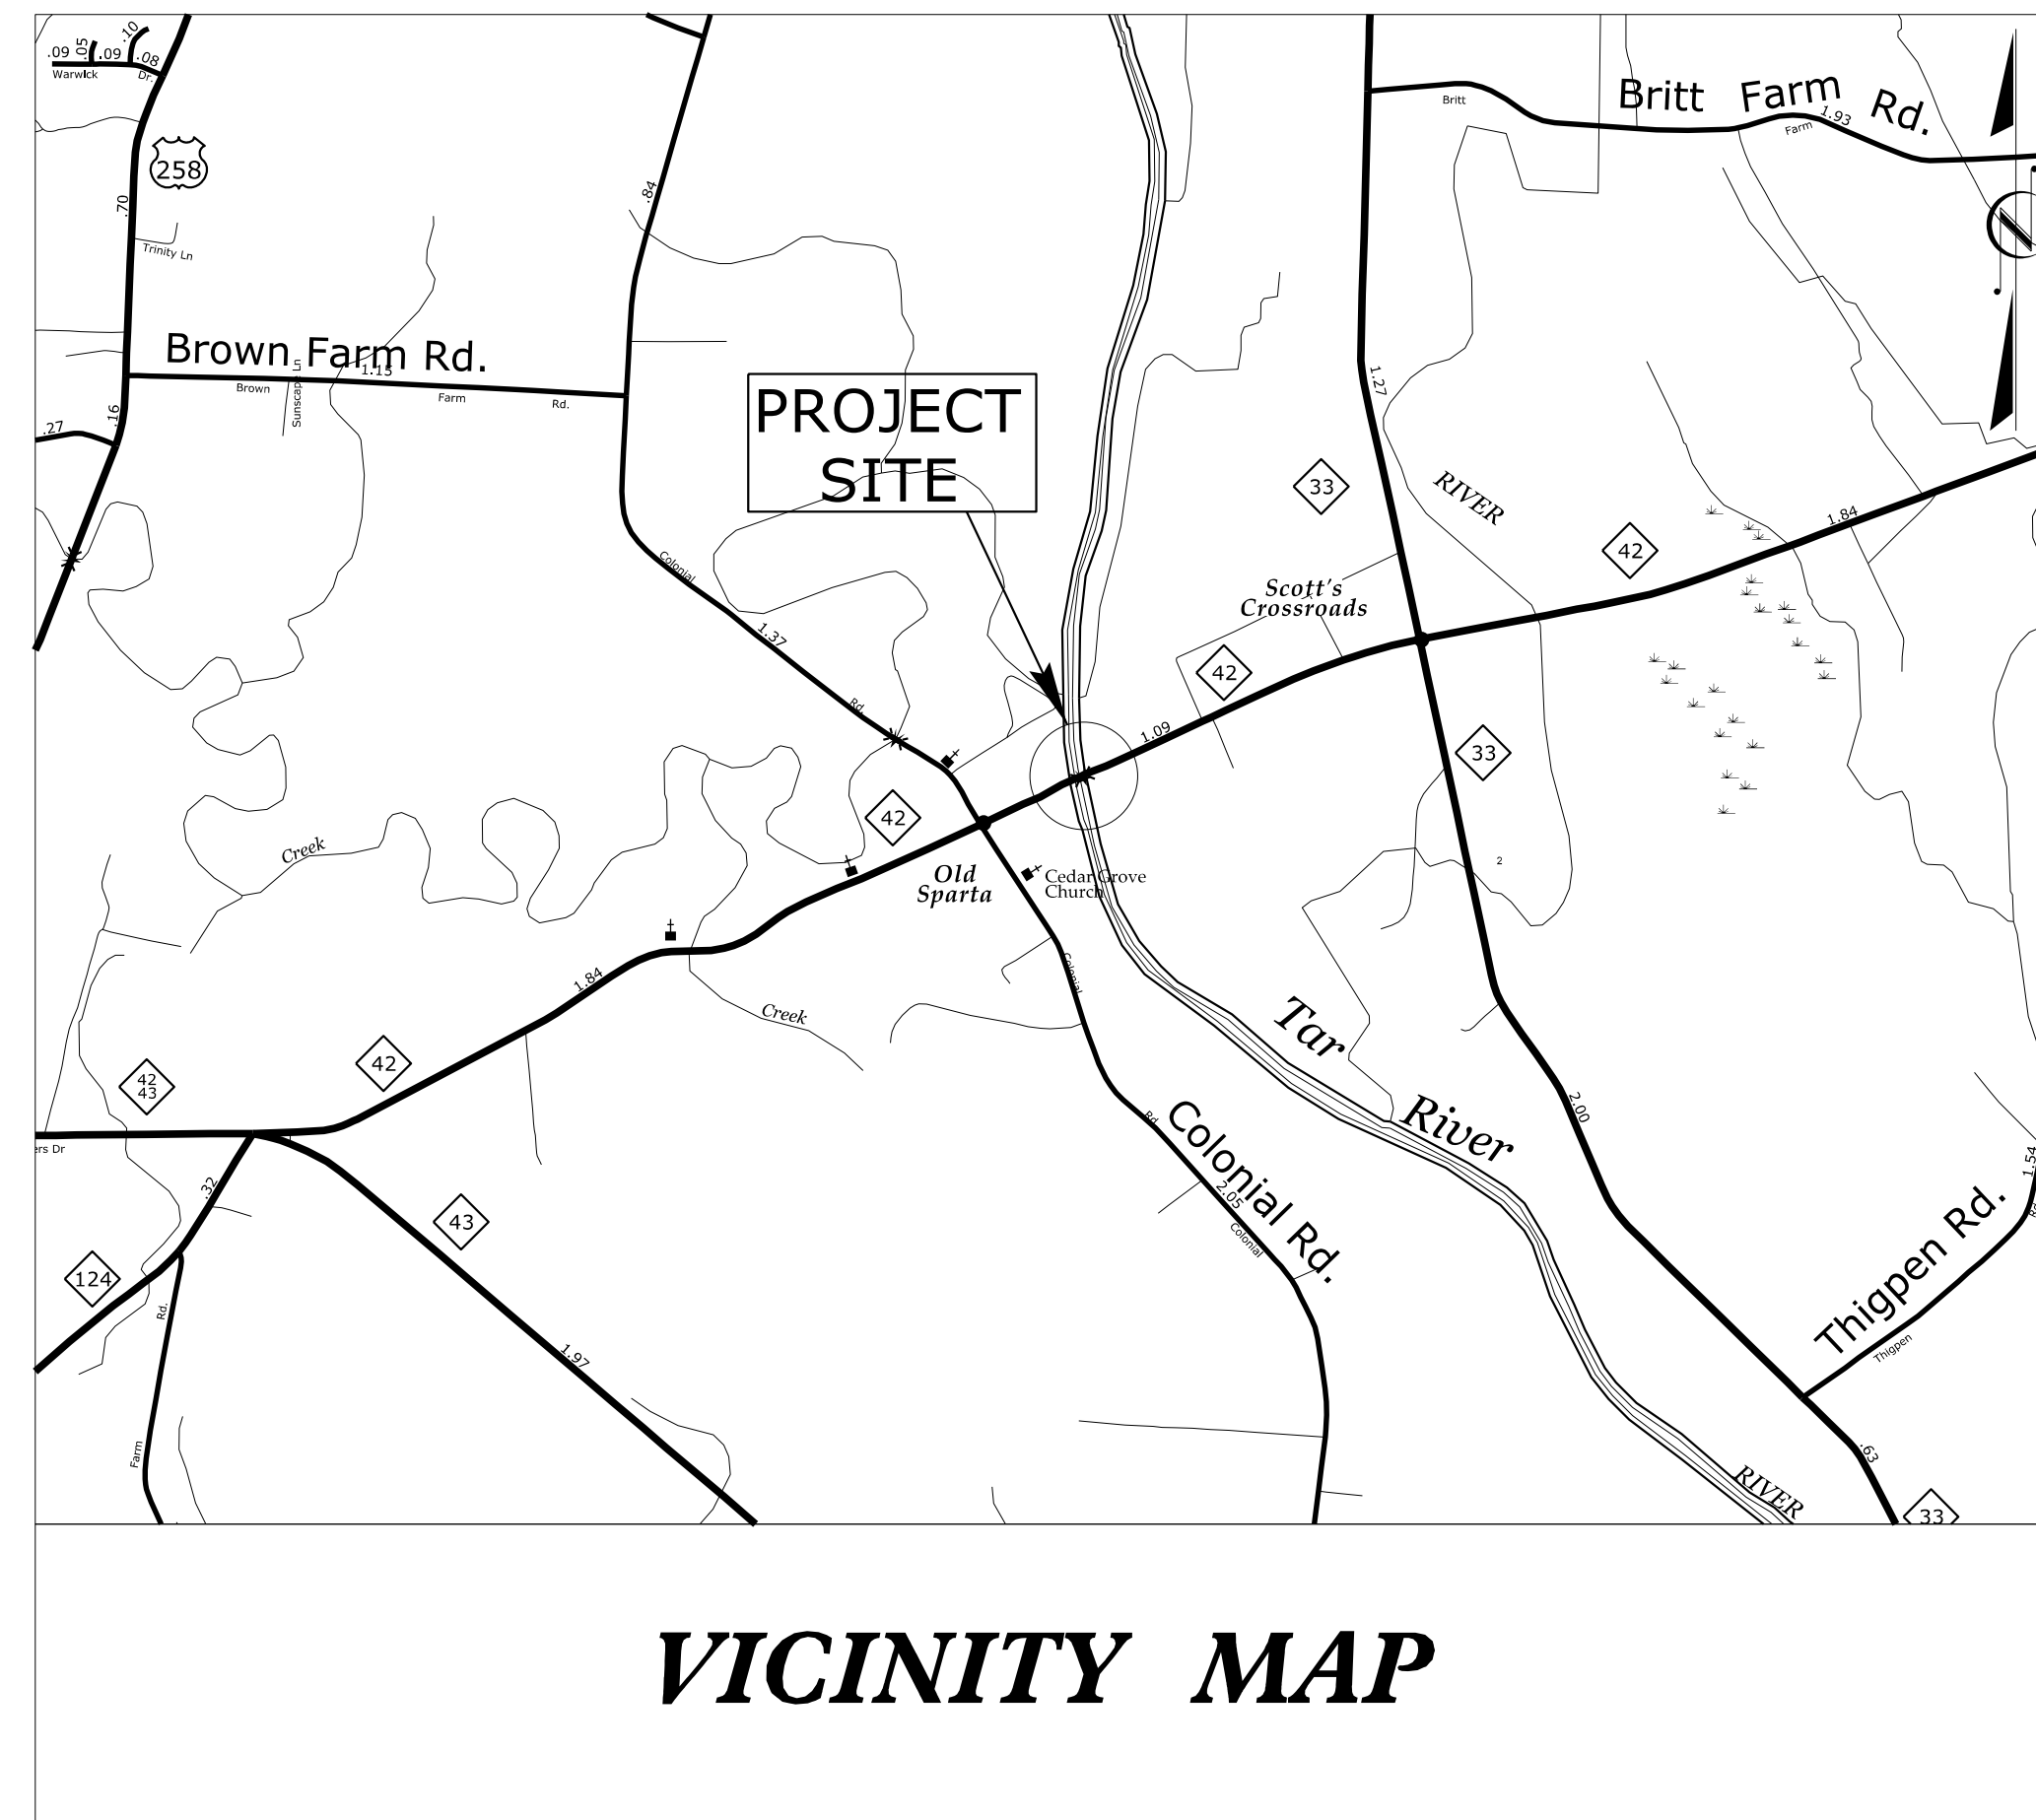 .09
.05
.09
.10
.08
Warwick
Dr.
258
.70
Trinity Ln
.84
Britt Farm Rd.
Britt
Farm
1.93
N
Brown Farm Rd.
1.15
Brown
Farm
Rd.
Sunscape Ln
.16
.27
PROJECT
SITE
1.27
33
RIVER
42
1.84
Scott's
Crossroads
42
Colonial
1.37
Rd.
1.09
33
42
Old
Sparta
Cedar Grove
Church
2
Creek
1.84
Creek
Colonial
Tar
River
42
42
43
ers Dr
.32
43
124
Rd.
Farm
1.97
Rd.
Colonial Rd.
2.05
Colonial
2.00
1.54
Rd.
Thigpen Rd.
Thigpen
.63
RIVER
33
VICINITY MAP